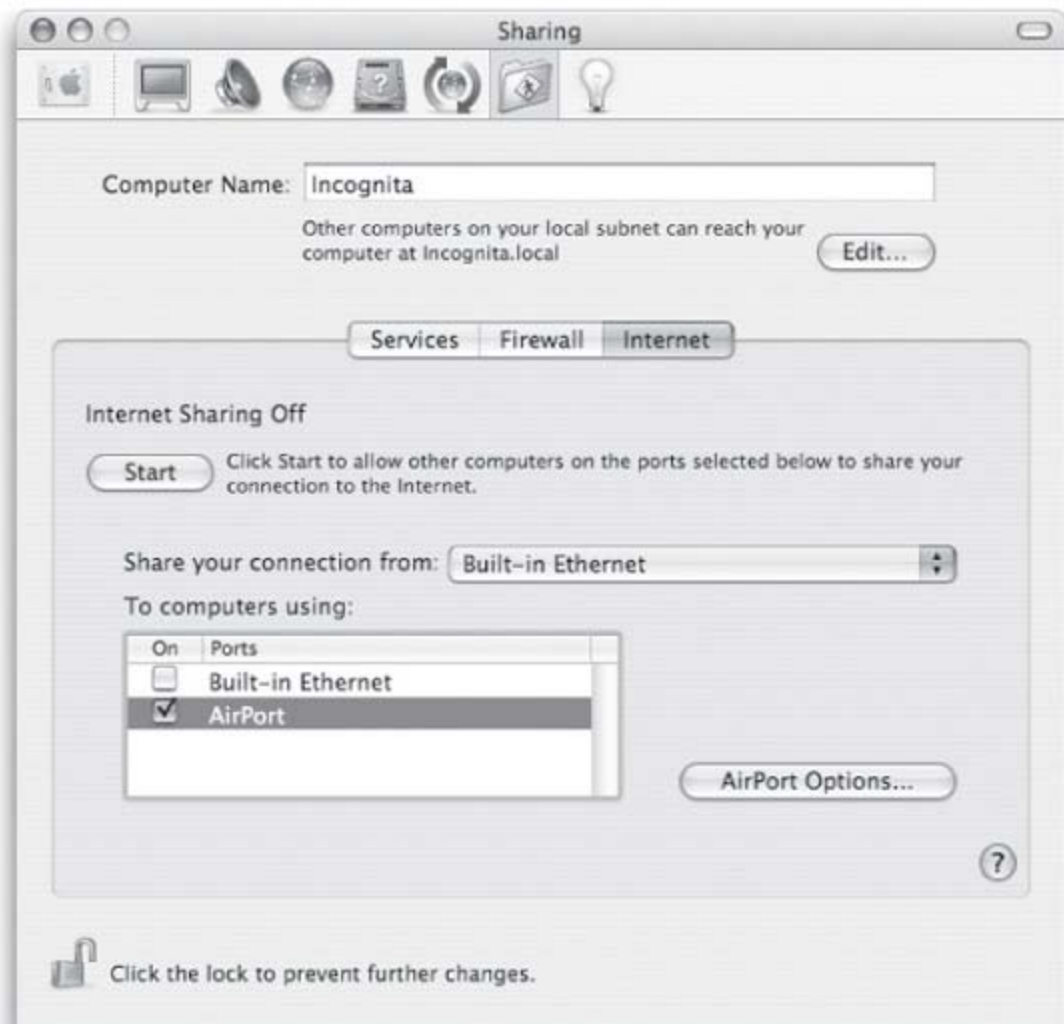 Sharing
Computer Name: Incognita
Other computers on your local subnet can reach your
computer at Incognita.local
Edit...
Services Firewall Internet
Internet Sharing Off
Start
Click Start to allow other computers on the ports selected below to share your
connection to the Internet.
Share your connection from: Built-in Ethernet
To computers using:
On Ports
Built-in Ethernet
AirPort
AirPort Options...
?
Click the lock to prevent further changes.